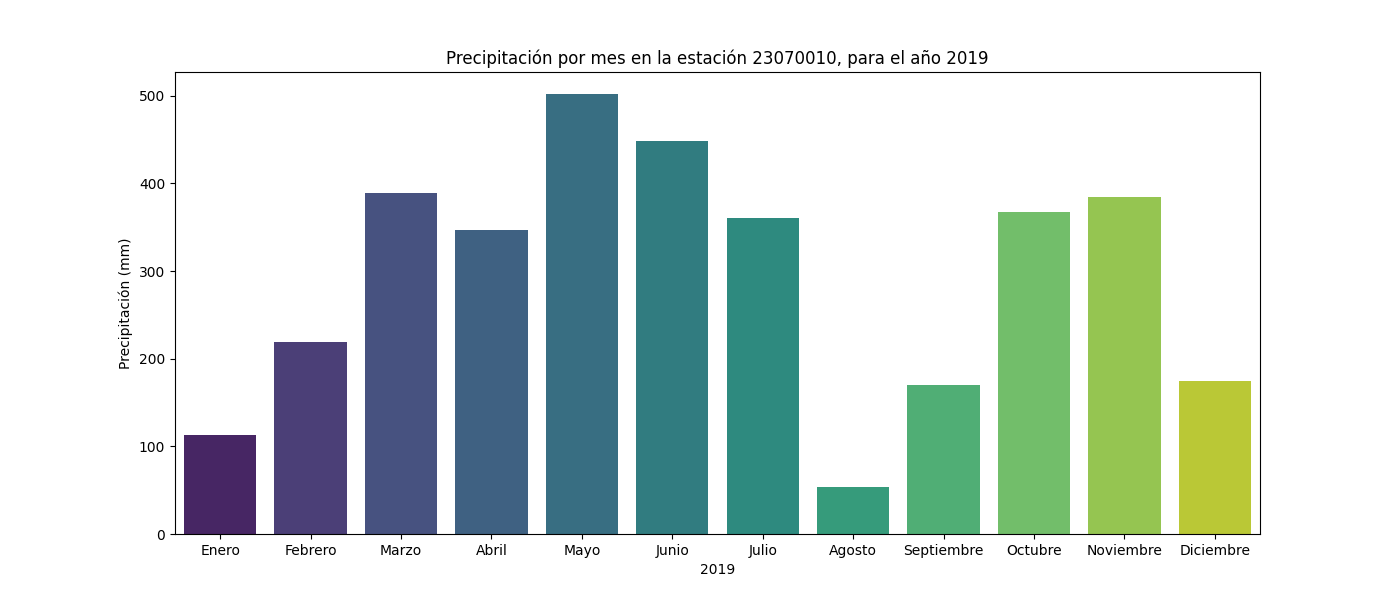 Precipitación por mes en la estación 23070010, para el año 2019
Precipitación (mm)
500
400
300
200
100
0
Enero Febrero Marzo Abril Mayo Junio Julio Agosto Septiembre Octubre Noviembre Diciembre
2019